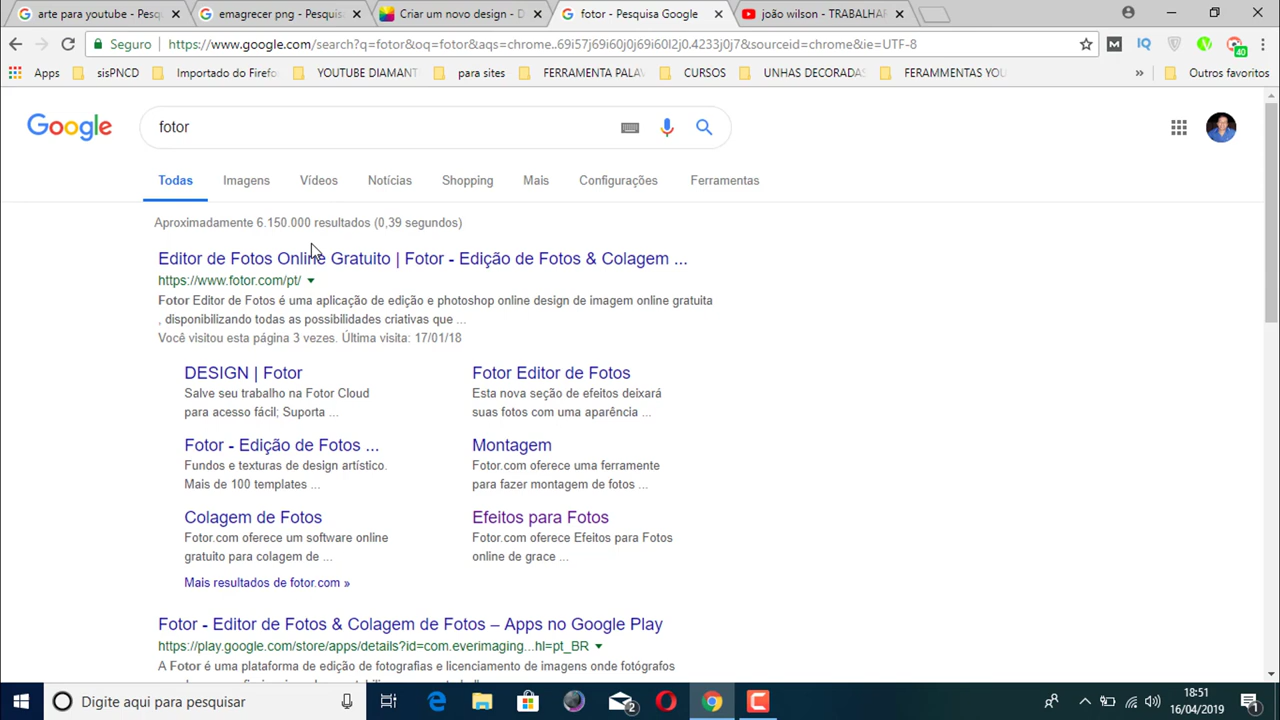 arte para youtube - Pesqu
emagrecer png - Pesquis
Criar um novo design - D
fotor - Pesquisa Google
joão wilson - TRABALHAR
Seguro
https://www.google.com/search?q=fotor&oq=fotor&aqs=chrome..69i57j69i60j0j69i60l2j0.4233j0j7&sourceid=chrome&ie=UTF-8
M
IQ
40
Apps
sisPNCD
Importado do Firefo
YOUTUBE DIAMANT
para sites
FERRAMENTA PALAV
CURSOS
UNHAS DECORADAS
FERAMMENTAS YOU
»
Outros favoritos
Google
fotor
Todas
Imagens
Vídeos
Notícias
Shopping
Mais
Configurações
Ferramentas
Aproximadamente 6.150.000 resultados (0,39 segundos)
Editor de Fotos Online Gratuito | Fotor - Edição de Fotos & Colagem ...
https://www.fotor.com/pt/
Fotor Editor de Fotos é uma aplicação de edição e photoshop online design de imagem online gratuita
, disponibilizando todas as possibilidades criativas que ...
Você visitou esta página 3 vezes. Última visita: 17/01/18
DESIGN | Fotor
Salve seu trabalho na Fotor Cloud
para acesso fácil; Suporta ...
Fotor Editor de Fotos
Esta nova seção de efeitos deixará
suas fotos com uma aparência ...
Fotor - Edição de Fotos ...
Fundos e texturas de design artístico.
Mais de 100 templates ...
Montagem
Fotor.com oferece uma ferramente
para fazer montagem de fotos ...
Colagem de Fotos
Fotor.com oferece um software online
gratuito para colagem de ...
Efeitos para Fotos
Fotor.com oferece Efeitos para Fotos
online de grace ...
Mais resultados de fotor.com »
Fotor - Editor de Fotos & Colagem de Fotos – Apps no Google Play
https://play.google.com/store/apps/details?id=com.everimaging...hl=pt_BR
A Fotor é uma plataforma de edição de fotografias e licenciamento de imagens onde fotógrafos
Digite aqui para pesquisar
2
18:51
16/04/2019
1